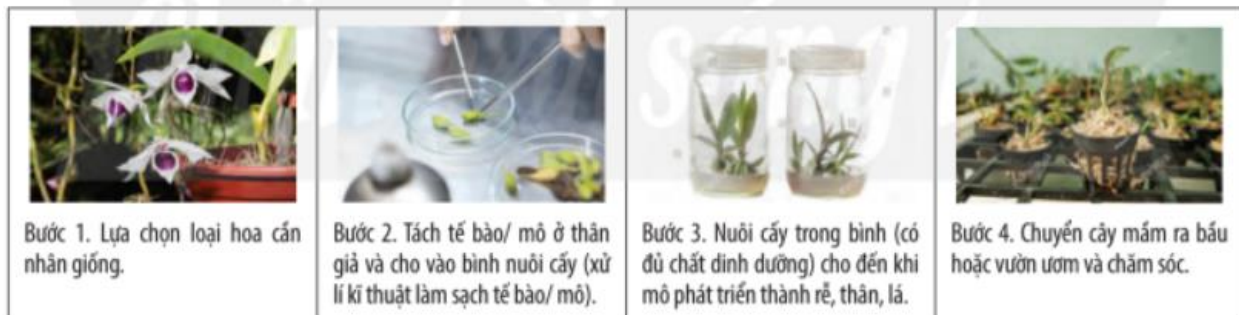 Bước 1. Lựa chọn loại hoa cần
nhân giống.
Bước 2. Tách tế bào/ mô ở thân
giả và cho vào bình nuôi cấy (xử
lí kĩ thuật làm sạch tế bào/ mô).
Bước 3. Nuôi cấy trong bình (có
đủ chất dinh dưỡng) cho đến khi
mô phát triển thành rễ, thân, lá.
Bước 4. Chuyển cây mầm ra bầu
hoặc vườn ươm và chăm sóc.